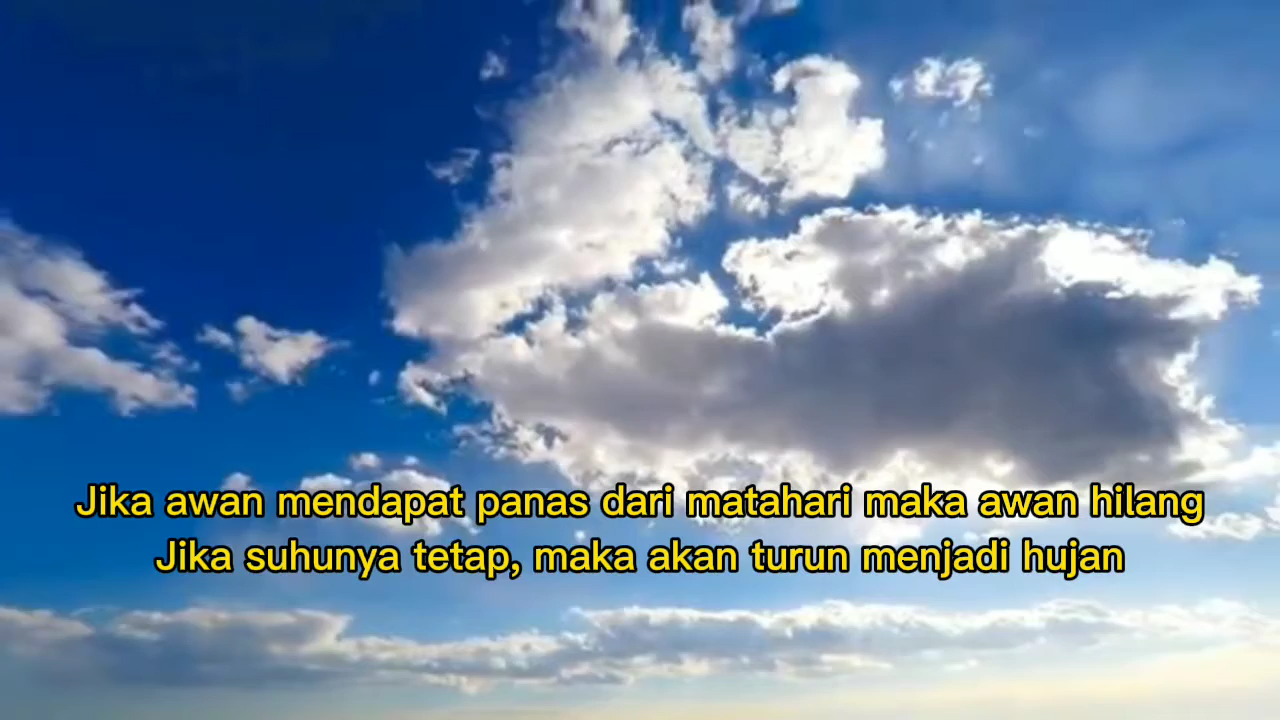 Jika awan mendapat panas dari matahari maka awan hilang
Jika suhunya tetap, maka akan turun menjadi hujan